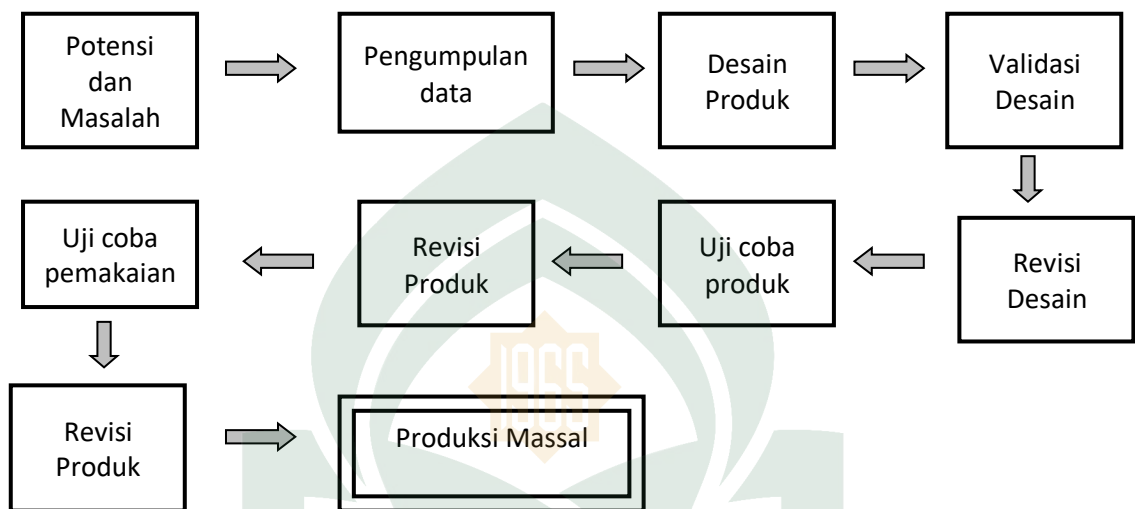 Potensi
dan
Masalah
Pengumpulan
data
Desain
Produk
Validasi
Desain
Revisi
Desain
Uji coba
produk
Revisi
Produk
Uji coba
pemakaian
Revisi
Produk
Produksi Massal
1965